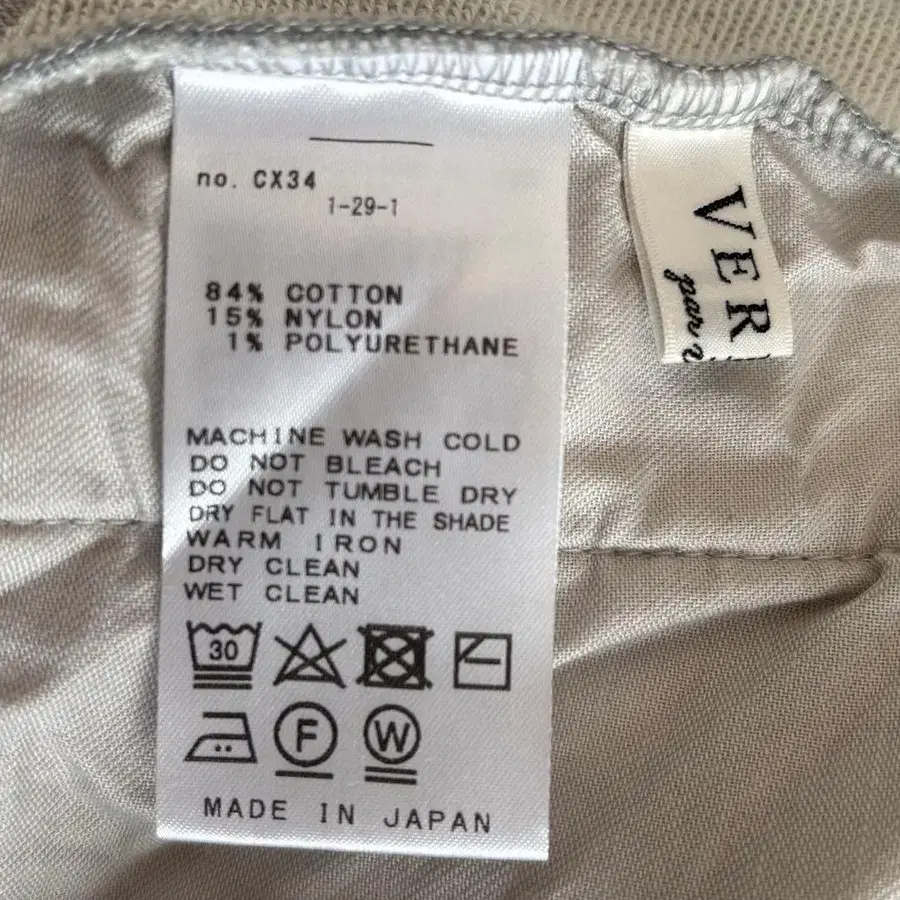 no. CX34
1-29-1
84% COTTON
15% NYLON
1% POLYURETHANE
MACHINE WASH COLD
DO NOT BLEACH
DO NOT TUMBLE DRY
DRY FLAT IN THE SHADE
WARM IRON
DRY CLEAN
WET CLEAN
30
F
W
MADE IN JAPAN
VER
par